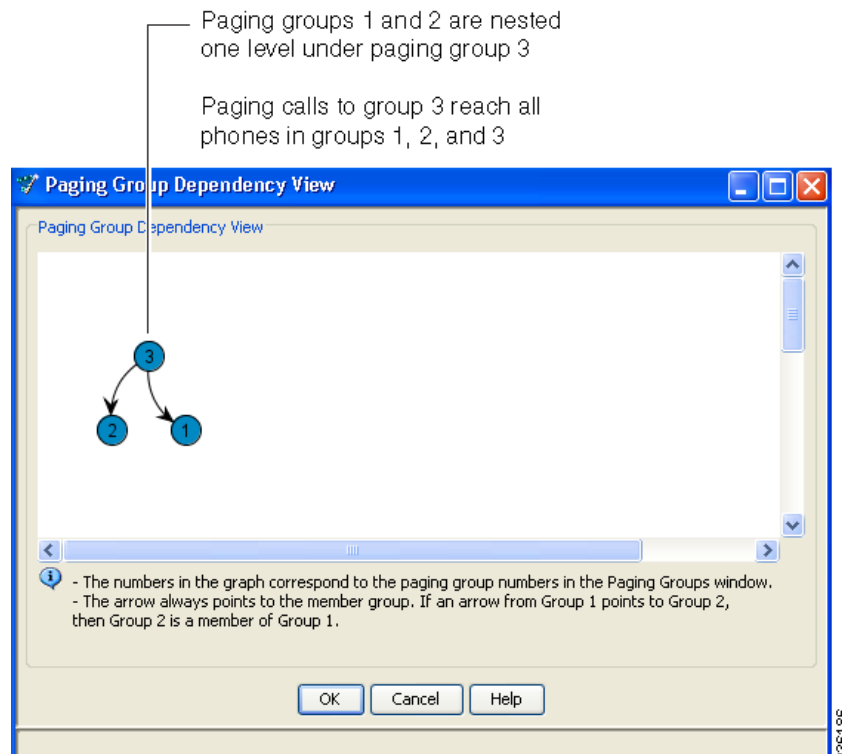 Paging groups 1 and 2 are nested
one level under paging group 3
Paging calls to group 3 reach all
phones in groups 1, 2, and 3
Paging Group Dependency View
Paging Group Dependency View
3
2
1
- The numbers in the graph correspond to the paging group numbers in the Paging Groups window.
- The arrow always points to the member group. If an arrow from Group 1 points to Group 2,
then Group 2 is a member of Group 1.
OK
Cancel
Help